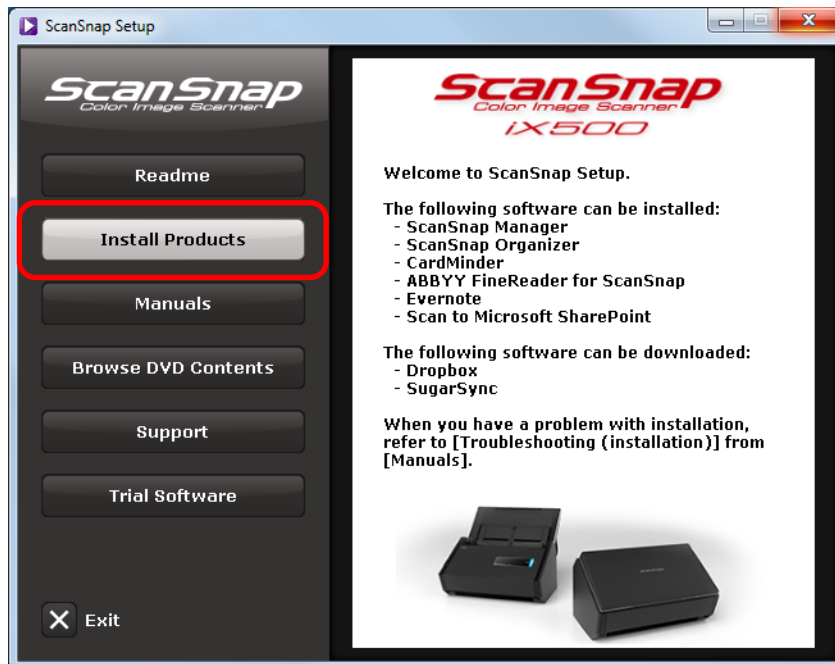 ScanSnap Setup
ScanSnap
Color Image Scanner
Readme
Install Products
Manuals
Browse DVD Contents
Support
Trial Software
Exit
ScanSnap
Color Image Scanner
iX500
Welcome to ScanSnap Setup.
The following software can be installed:
- ScanSnap Manager
- ScanSnap Organizer
- CardMinder
- ABBYY FineReader for ScanSnap
- Evernote
- Scan to Microsoft SharePoint
The following software can be downloaded:
- Dropbox
- SugarSync
When you have a problem with installation,
refer to [Troubleshooting (installation)] from
[Manuals].